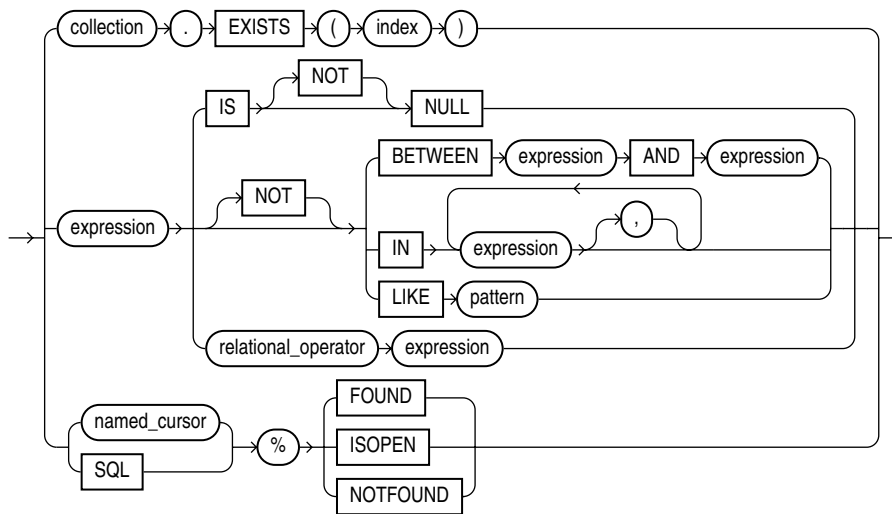 collection . EXISTS ( index )
NOT
IS NULL
BETWEEN expression AND expression
NOT
,
expression
IN expression
LIKE pattern
relational_operator expression
FOUND
named_cursor
% ISOPEN
SQL
NOTFOUND